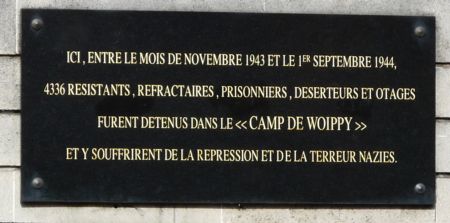 ICI, ENTRE LE MOIS DE NOVEMBRE 1943 ET LE 1ER SEPTEMBRE 1944,
4336 RESISTANTS, REFRACTAIRES, PRISONNIERS, DESERTEURS ET OTAGES
FURENT DETENUS DANS LE «CAMP DE WOIPPY»
ET Y SOUFFRIRENT DE LA REPRESSION ET DE LA TERREUR NAZIES.